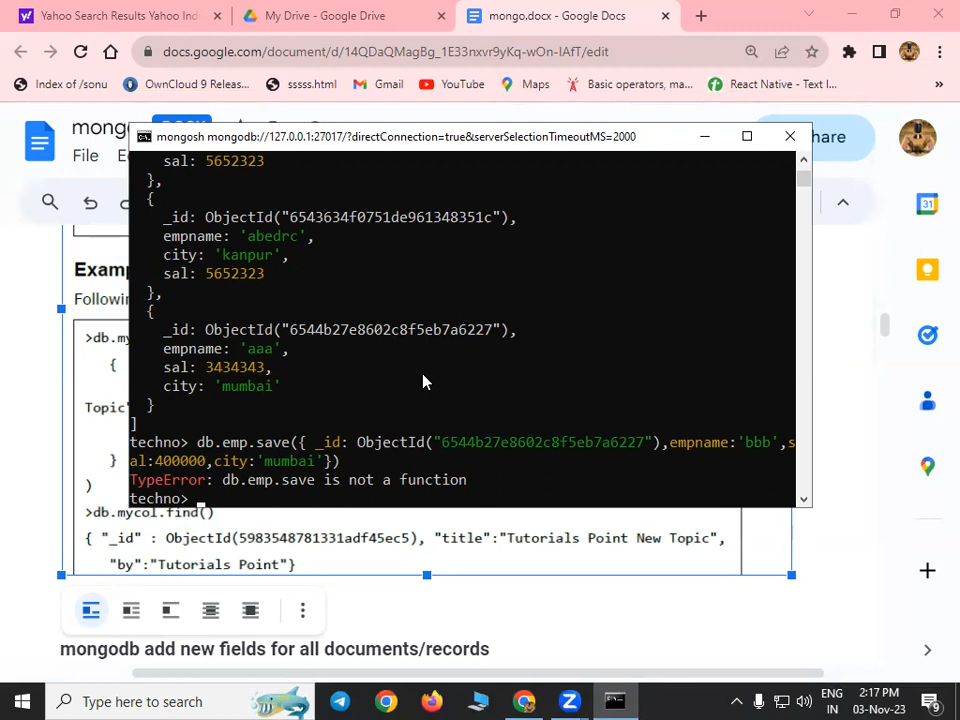 Yahoo Search Results Yahoo Ind
My Drive - Google Drive
mongo.docx - Google Docs
docs.google.com/document/d/14QDaQMagBg_1E33nxvr9yKq-wOn-IAfT/edit
Index of /sonu
OwnCloud 9 Releas...
sssss.html
Gmail
YouTube
Maps
Basic operators, ma...
React Native - Text I...
»
mong
File
E
hare
31
mongosh mongodb://127.0.0.1:27017/?directConnection=true&serverSelectionTimeoutMS=2000
sal: 5652323
},
{
_id: ObjectId("6543634f0751de961348351c"),
empname: 'abedrc',
city: 'kanpur',
sal: 5652323
},
{
_id: ObjectId("6544b27e8602c8f5eb7a6227"),
empname: 'aaa',
sal: 3434343,
city: 'mumbai'
}
]
techno> db.emp.save({ _id: ObjectId("6544b27e8602c8f5eb7a6227"),empname:'bbb',s
al:400000,city:'mumbai'})
TypeError: db.emp.save is not a function
techno>
Examp
Followin
>db.my
{
Topic"
}
)
>db.mycol.find()
{ "_id" : ObjectId(5983548781331adf45ec5), "title":"Tutorials Point New Topic",
"by":"Tutorials Point"}
mongodb add new fields for all documents/records
Type here to search
ENG
IN
2:17 PM
03-Nov-23
9